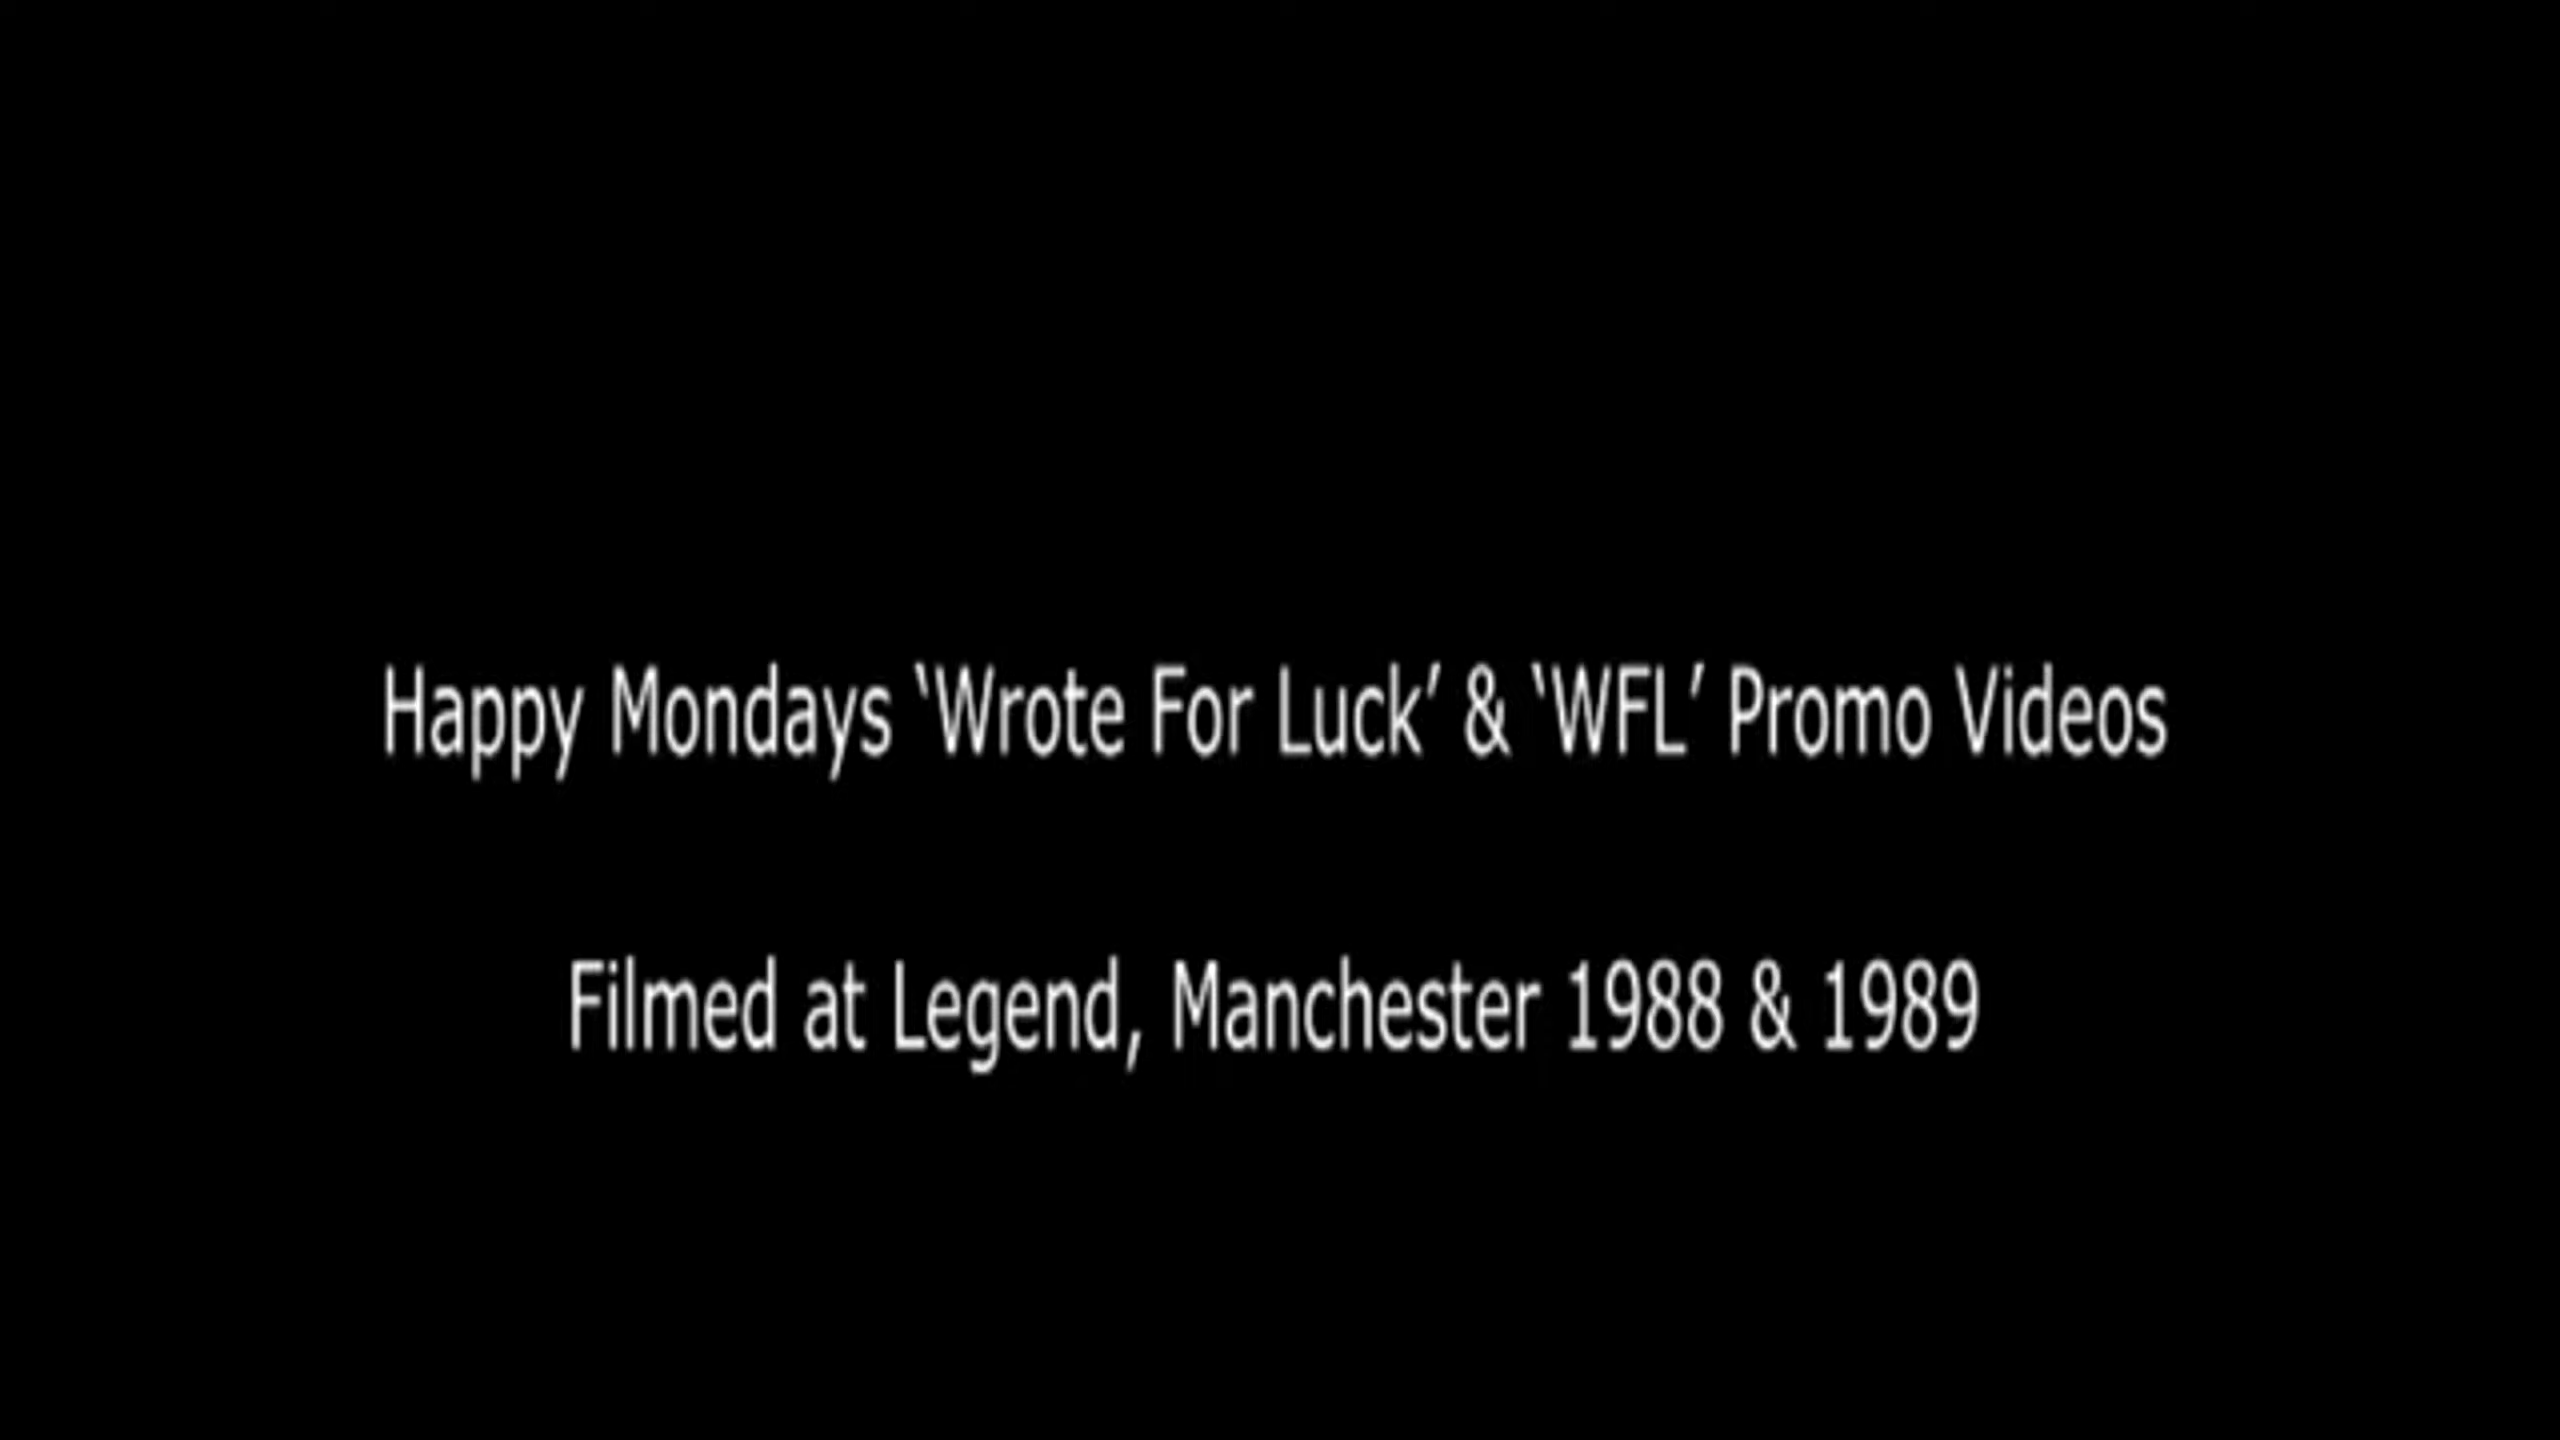 Happy Mondays ‘Wrote For Luck’ & ‘WFL’ Promo Videos
Filmed at Legend, Manchester 1988 & 1989